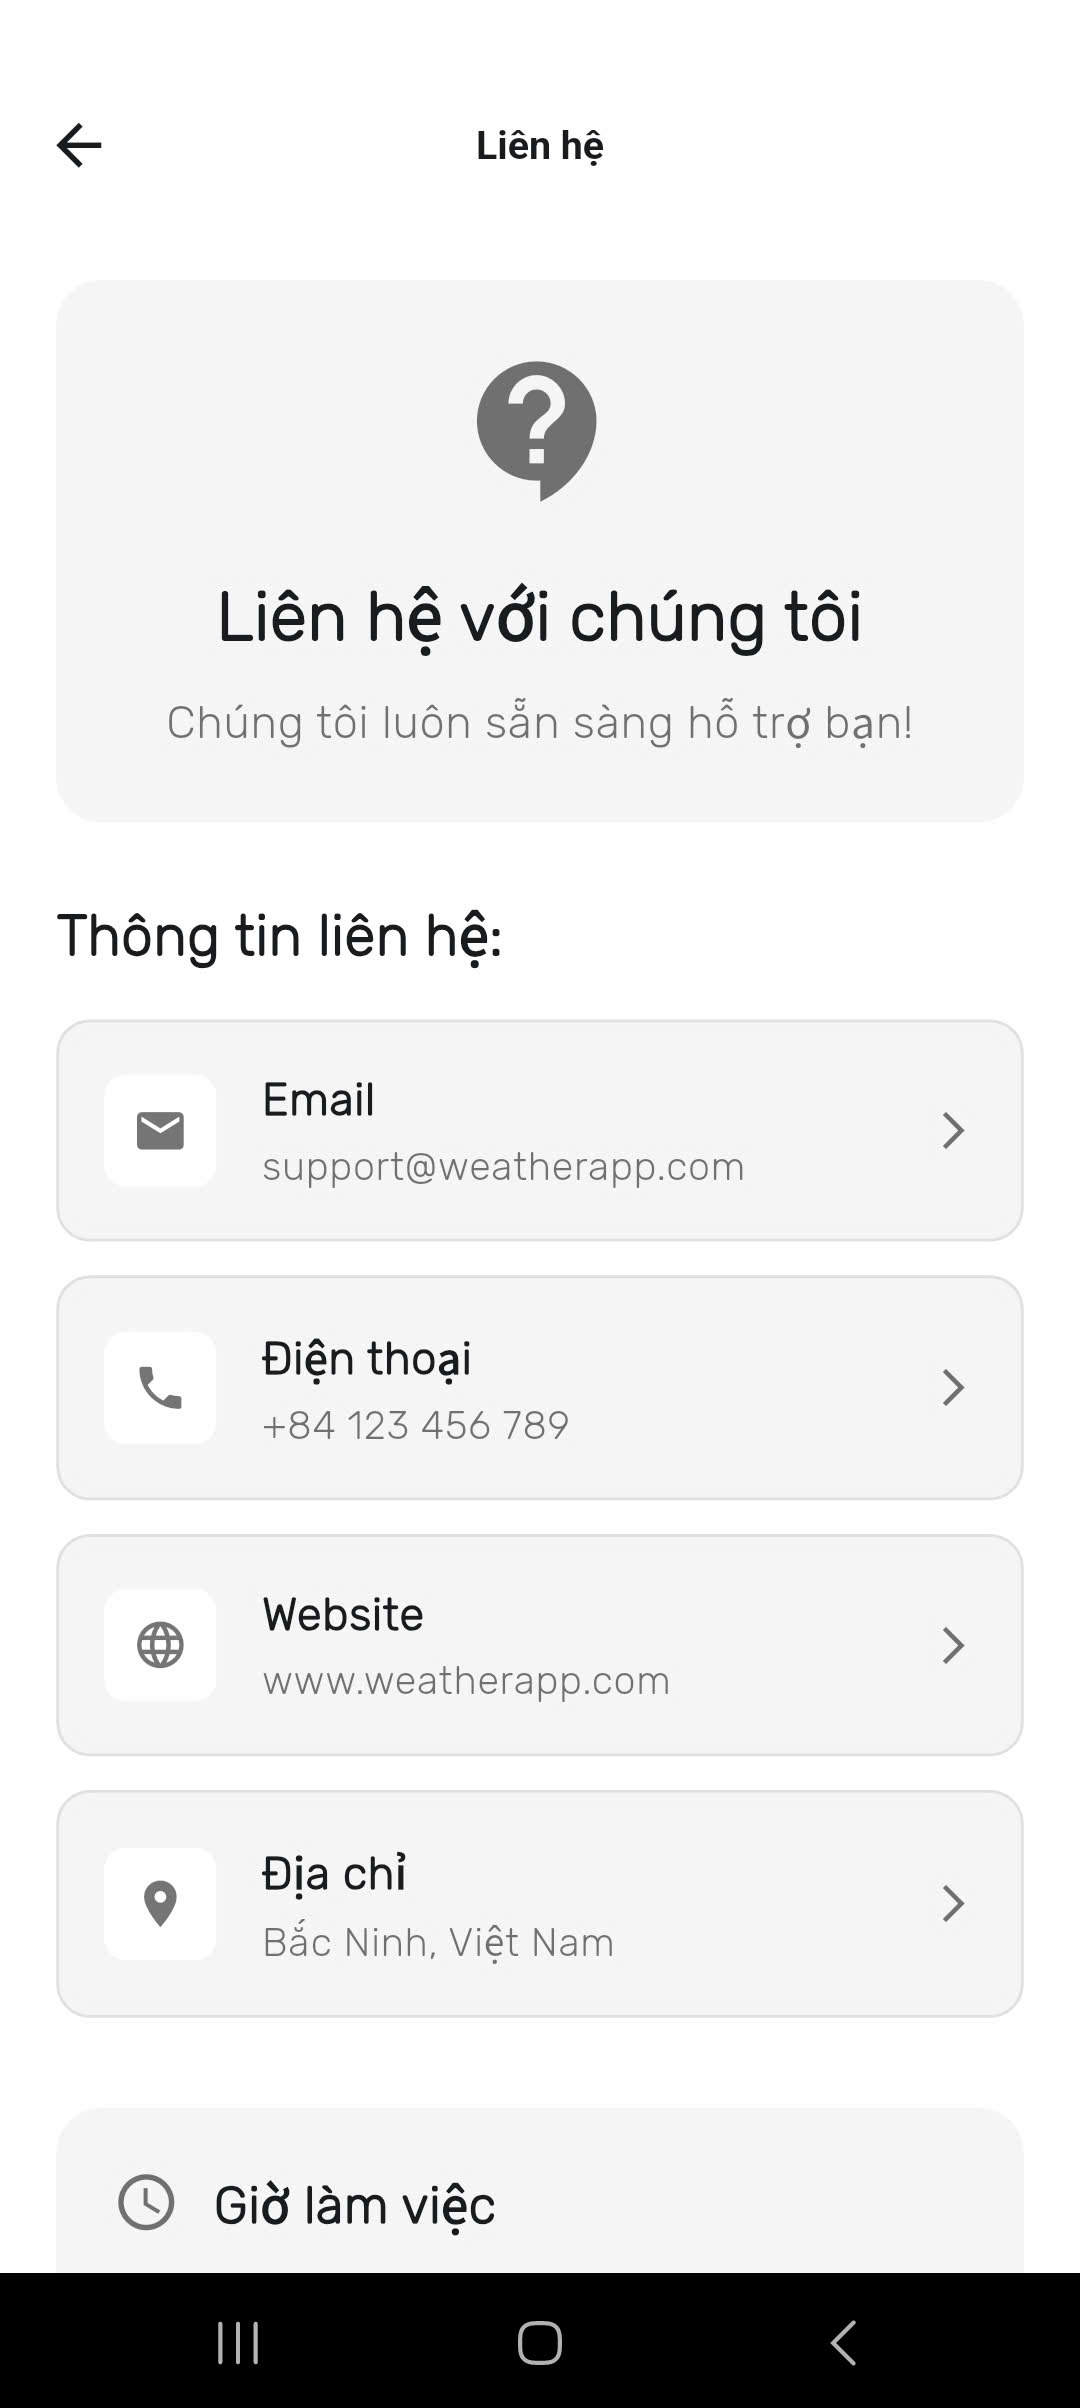 Liên hệ
Liên hệ với chúng tôi
Chúng tôi luôn sẵn sàng hỗ trợ bạn!
Thông tin liên hệ:
Email
support@weatherapp.com
Điện thoại
+84 123 456 789
Website
www.weatherapp.com
Địa chỉ
Bắc Ninh, Việt Nam
Giờ làm việc